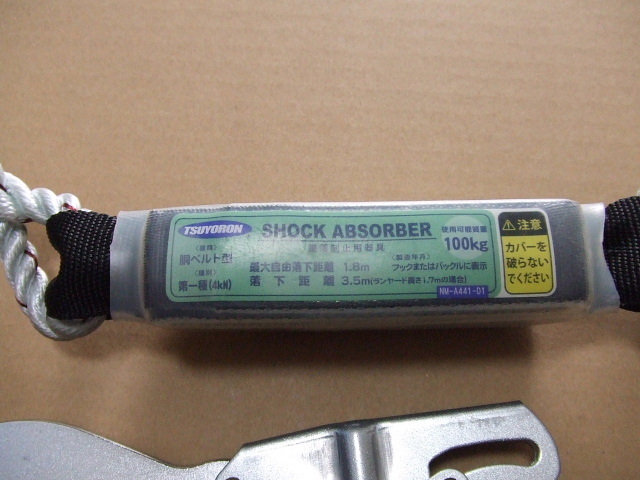 TSUYORON SHOCK ABSORBER 使用可能質量
墜落制止用器具 100kg
〈種類〉 〈製造年月〉
胴ベルト型 最大自由落下距離 1.8m フックまたはバックルに表示
〈種別〉
第一種(4kN) 落下距離 3.5m(ランヤード長さ1.7mの場合)
NM-A441-01
注意
カバーを
破らない
でください